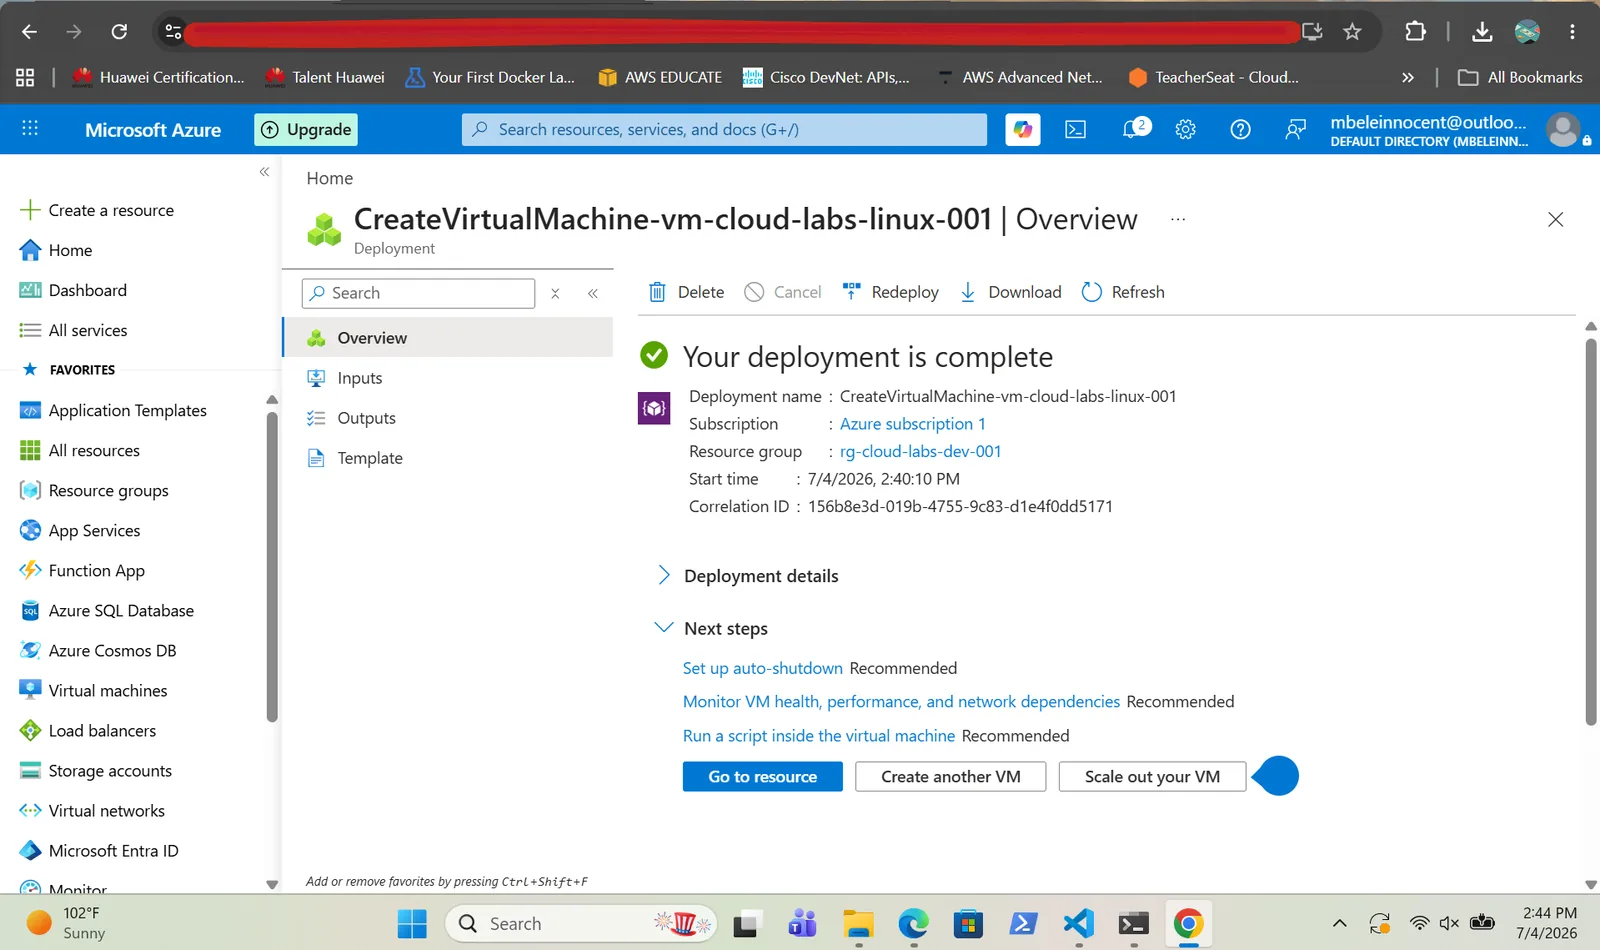 Huawei Certification...
Talent Huawei
Your First Docker La...
AWS EDUCATE
Cisco DevNet: APIs,...
AWS Advanced Net...
TeacherSeat - Cloud...
»
All Bookmarks
Microsoft Azure
Upgrade
Search resources, services, and docs (G+/)
2
mbeleinnocent@outloo...
DEFAULT DIRECTORY (MBELEINN...
Create a resource
Home
Dashboard
All services
FAVORITES
Application Templates
All resources
Resource groups
App Services
Function App
Azure SQL Database
Azure Cosmos DB
Virtual machines
Load balancers
Storage accounts
Virtual networks
Microsoft Entra ID
Monitor
Home
CreateVirtualMachine-vm-cloud-labs-linux-001 | Overview ...
Deployment
Search
Overview
Inputs
Outputs
Template
Delete
Cancel
Redeploy
Download
Refresh
Your deployment is complete
Deployment name : CreateVirtualMachine-vm-cloud-labs-linux-001
Subscription : Azure subscription 1
Resource group : rg-cloud-labs-dev-001
Start time : 7/4/2026, 2:40:10 PM
Correlation ID : 156b8e3d-019b-4755-9c83-d1e4f0dd5171
Deployment details
Next steps
Set up auto-shutdown Recommended
Monitor VM health, performance, and network dependencies Recommended
Run a script inside the virtual machine Recommended
Go to resource
Create another VM
Scale out your VM
Add or remove favorites by pressing Ctrl+Shift+F
102°F
Sunny
Search
2:44 PM
7/4/2026